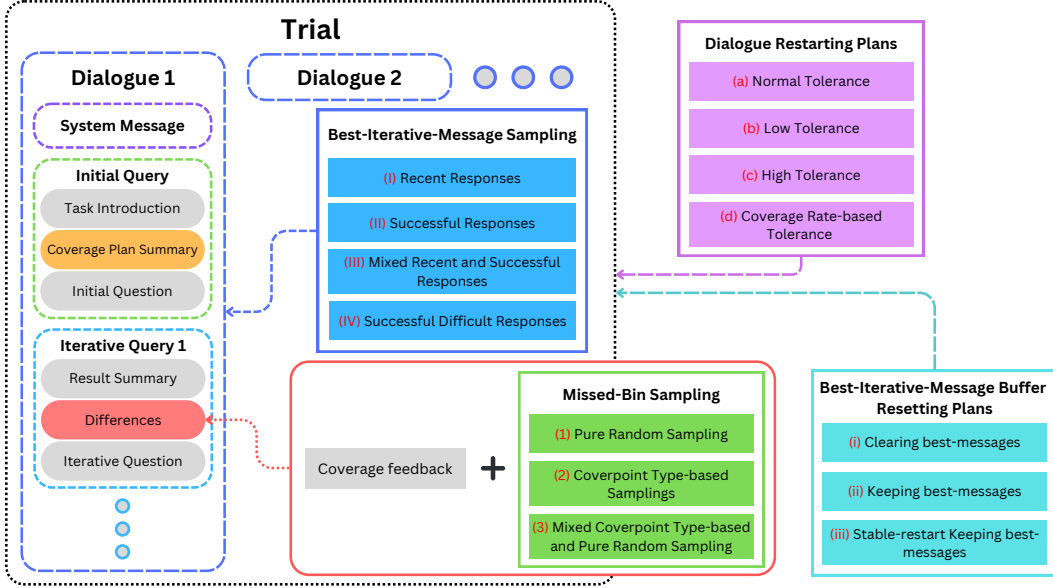 Trial
Dialogue 1
System Message
Initial Query
Task Introduction
Coverage Plan Summary
Initial Question
Iterative Query 1
Result Summary
Differences
Iterative Question
Dialogue 2
Best-Iterative-Message Sampling
(I) Recent Responses
(II) Successful Responses
(III) Mixed Recent and Successful
Responses
(IV) Successful Difficult Responses
Coverage feedback
+
Missed-Bin Sampling
(1) Pure Random Sampling
(2) Coverpoint Type-based
Samplings
(3) Mixed Coverpoint Type-based
and Pure Random Sampling
Dialogue Restarting Plans
(a) Normal Tolerance
(b) Low Tolerance
(c) High Tolerance
(d) Coverage Rate-based
Tolerance
Best-Iterative-Message Buffer
Resetting Plans
(i) Clearing best-messages
(ii) Keeping best-messages
(iii) Stable-restart Keeping best-
messages